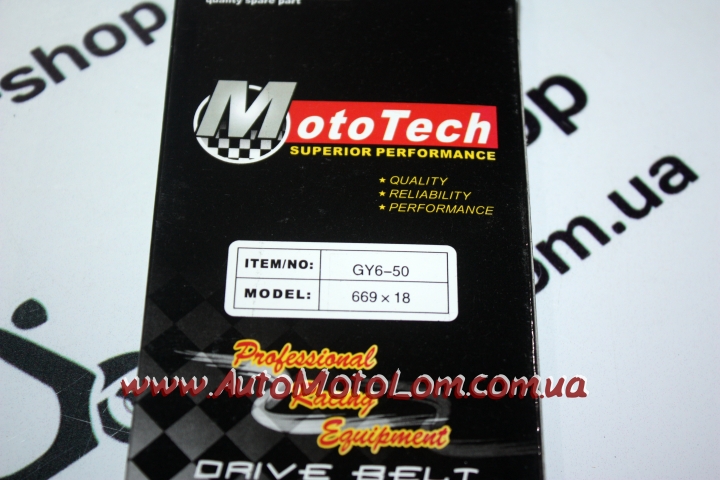 quality spare part
-shop
MotoTech
SUPERIOR PERFORMANCE
★ QUALITY
★ RELIABILITY
★ PERFORMANCE
shop
m.ua
ITEM/NO: GY6-50
MODEL: 669 × 18
Professional
Racing
Equipment
www.AutoMotoLom.com.ua
DRIVE BELT